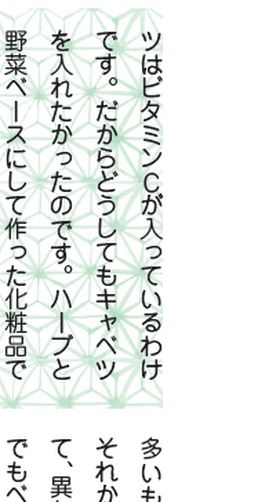 ツはビタミンCが入っているわけ
です。だからどうしてもキャベツ
を入れたかったのです。ハーブと
野菜ベースにして作った化粧品で
多いも
それか
て、異
でもベ